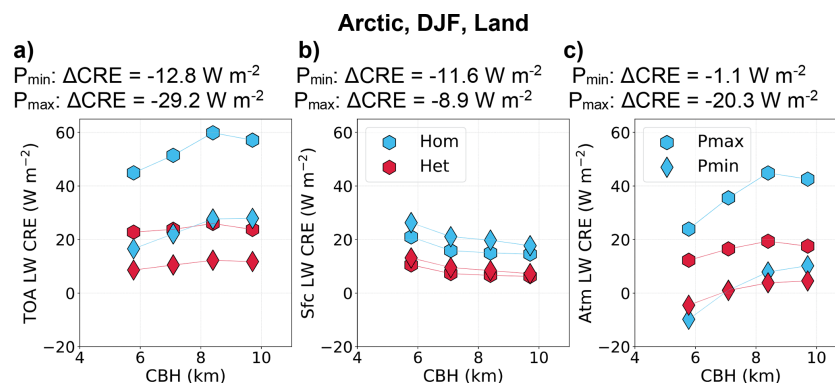 Arctic, DJF, Land
a)
Pmin: ΔCRE = -12.8 W m-2
Pmax: ΔCRE = -29.2 W m-2
b)
Pmin: ΔCRE = -11.6 W m-2
Pmax: ΔCRE = -8.9 W m-2
c)
Pmin: ΔCRE = -1.1 W m-2
Pmax: ΔCRE = -20.3 W m-2
TOA LW CRE (W m−2)
60
40
20
0
−20
4 6 8 10
CBH (km)
Sfc LW CRE (W m−2)
Hom
Het
60
40
20
0
−20
4 6 8 10
CBH (km)
Atm LW CRE (W m−2)
Pmax
Pmin
60
40
20
0
−20
4 6 8 10
CBH (km)